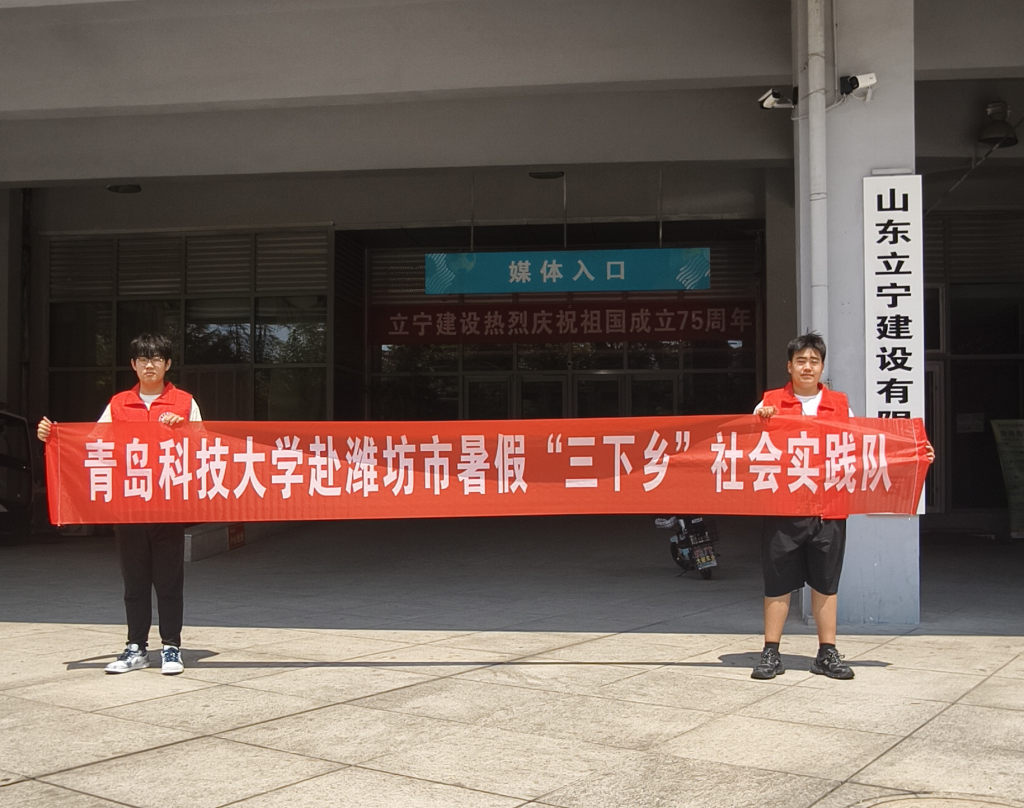 媒体入口
立宁建设热烈庆祝祖国成立75周年
山东立宁建设有限
青岛科技大学赴潍坊市暑假“三下乡”社会实践队